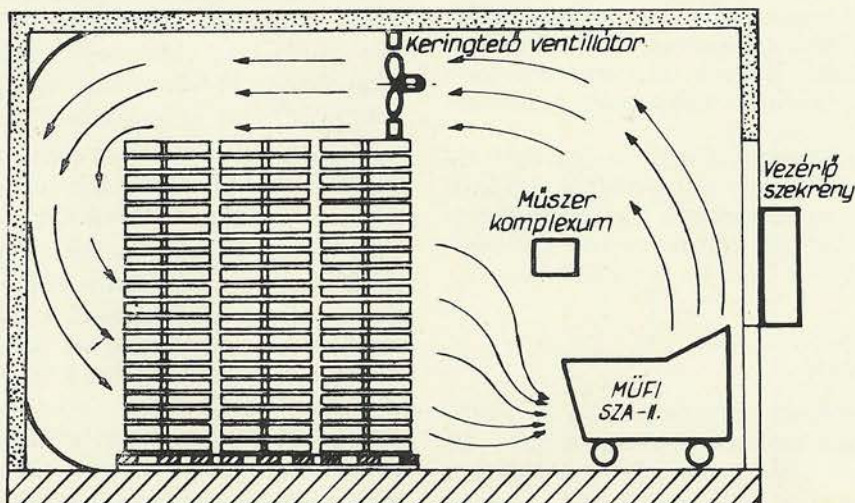 Keringtető ventillátor
Műszer
komplexum
Vezérlő
szekrény
MÜFI
SZA-II.